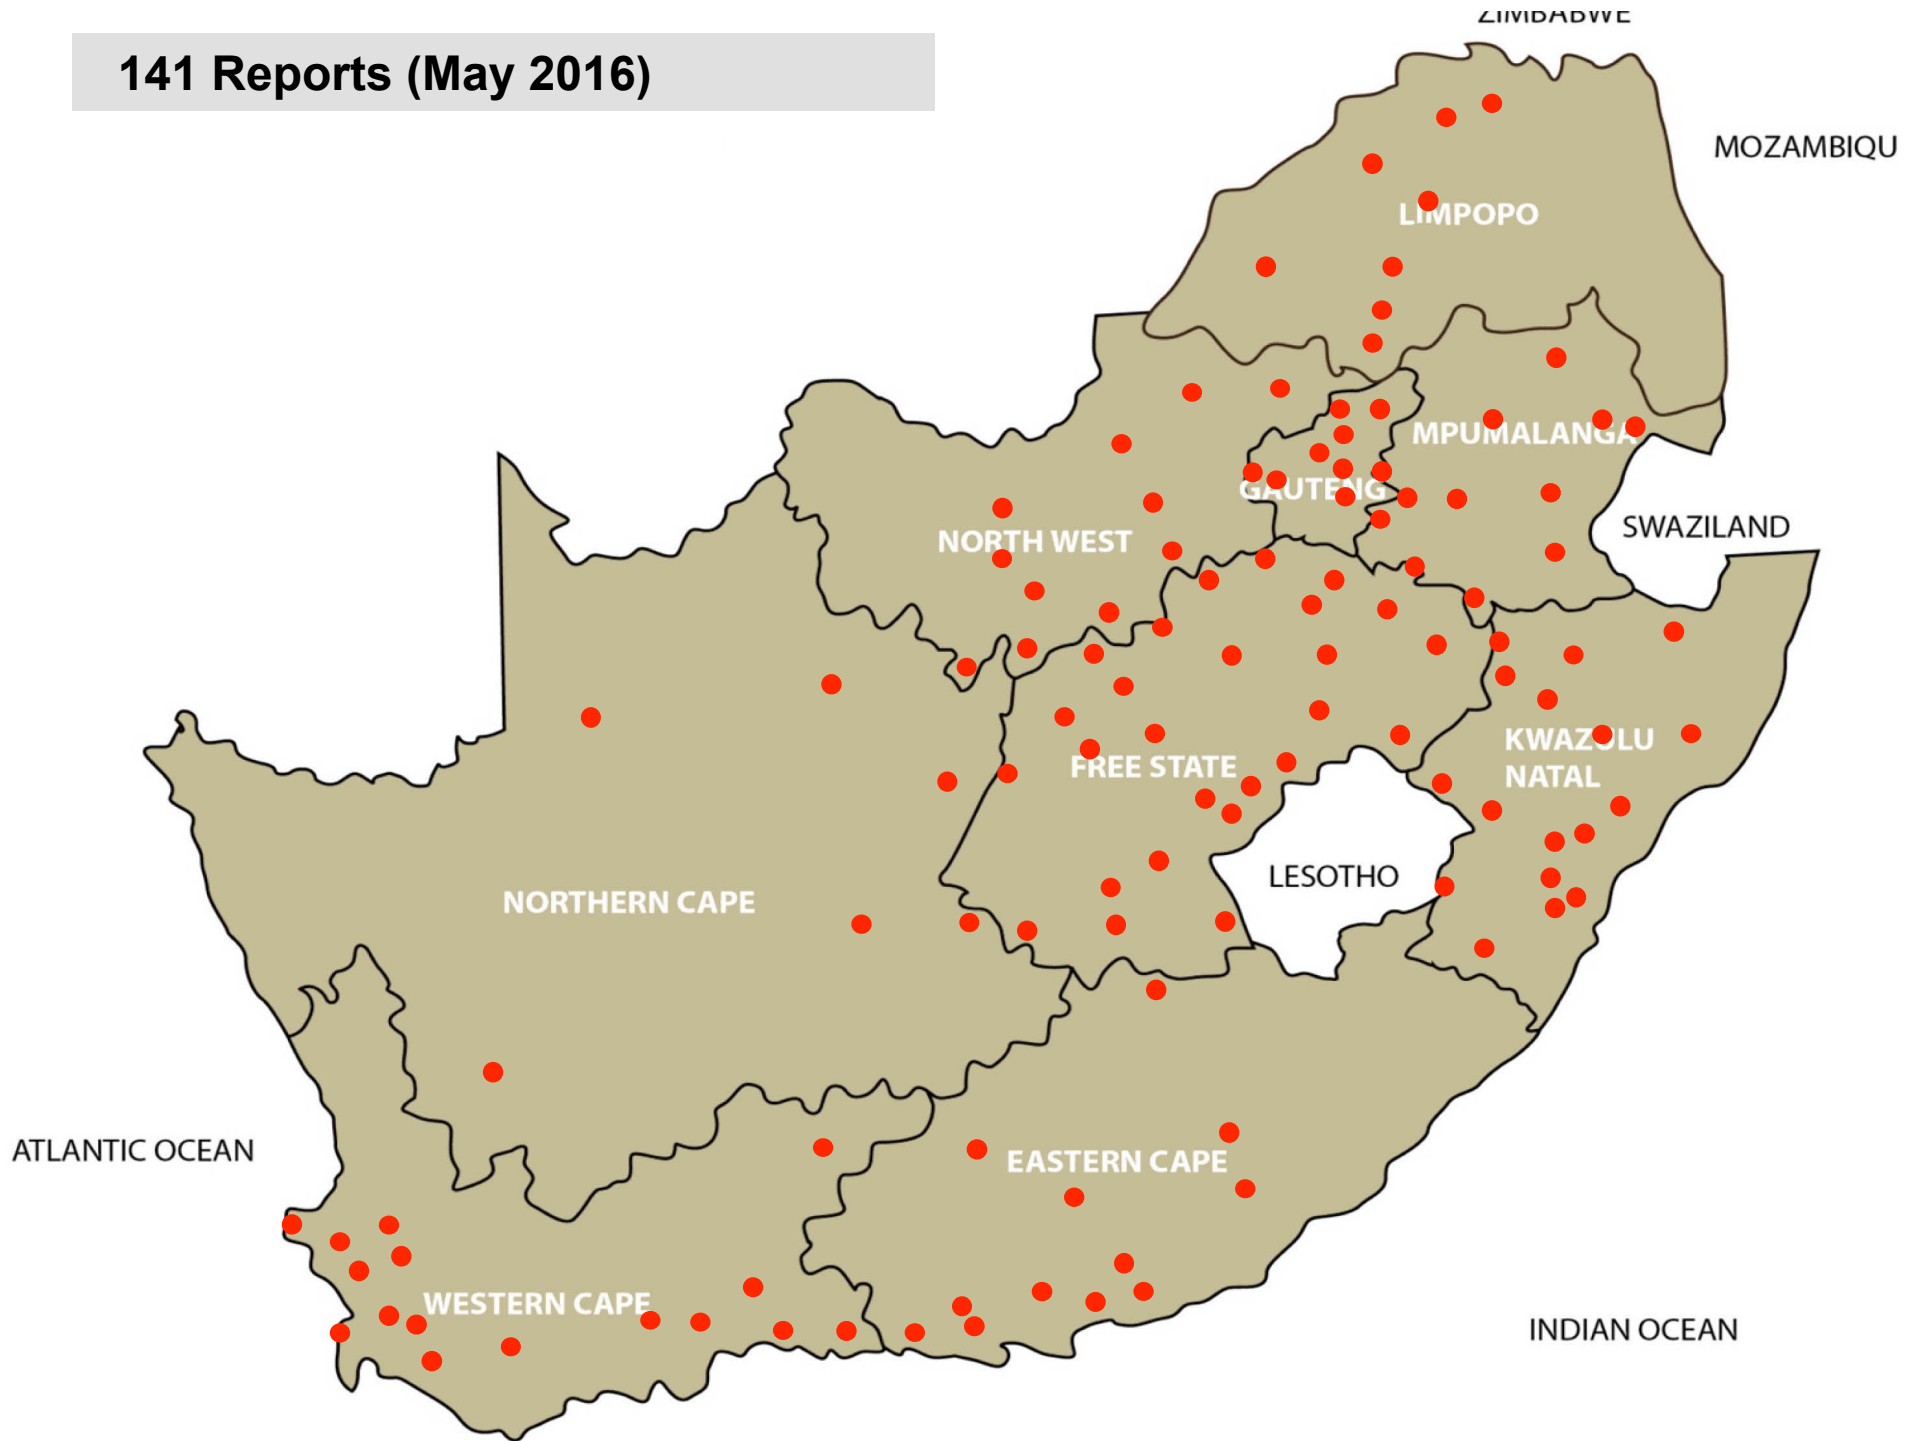 ZIMBABWE
141 Reports (May 2016)
MOZAMBIQU
LIMPOPO
MPUMALANGA
GAUTENG
SWAZILAND
NORTH WEST
KWAZULU
NATAL
FREE STATE
LESOTHO
NORTHERN CAPE
ATLANTIC OCEAN
EASTERN CAPE
WESTERN CAPE
INDIAN OCEAN